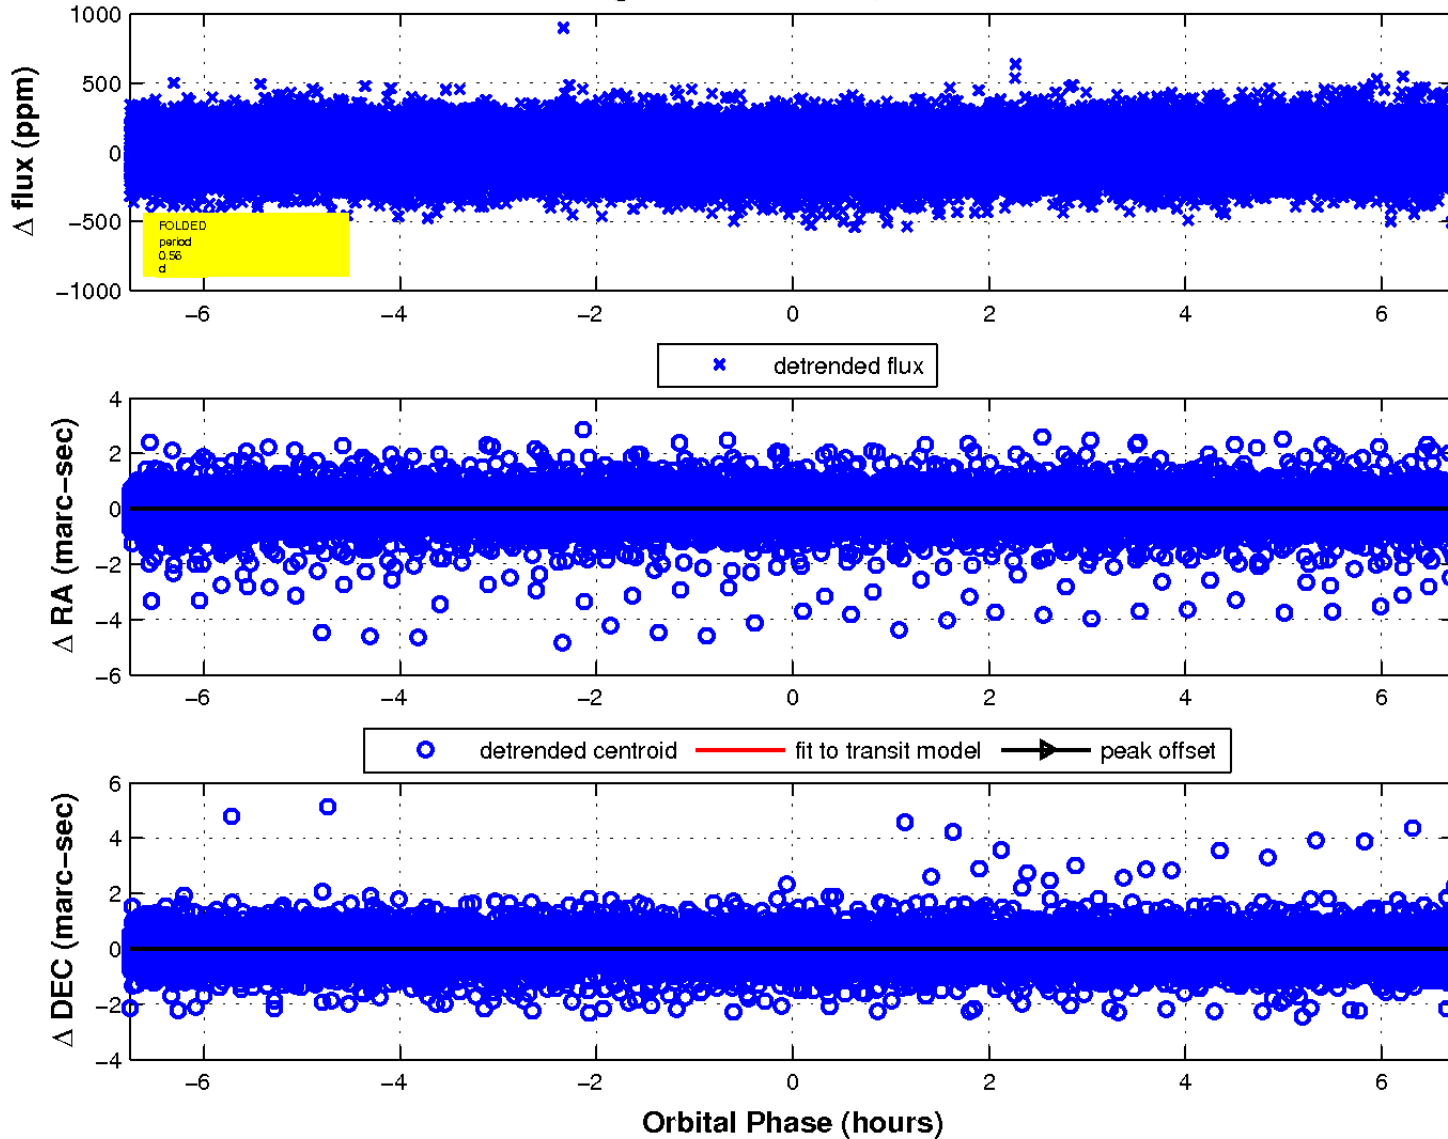 1000
500
0
−500
−1000
Δ flux (ppm)
FOLDED
period
0.56
d
−6 −4 −2 0 2 4 6
detrended flux
4
2
0
−2
−4
−6
Δ RA (marc−sec)
−6 −4 −2 0 2 4 6
detrended centroid fit to transit model peak offset
6
4
2
0
−2
−4
Δ DEC (marc−sec)
−6 −4 −2 0 2 4 6
Orbital Phase (hours)